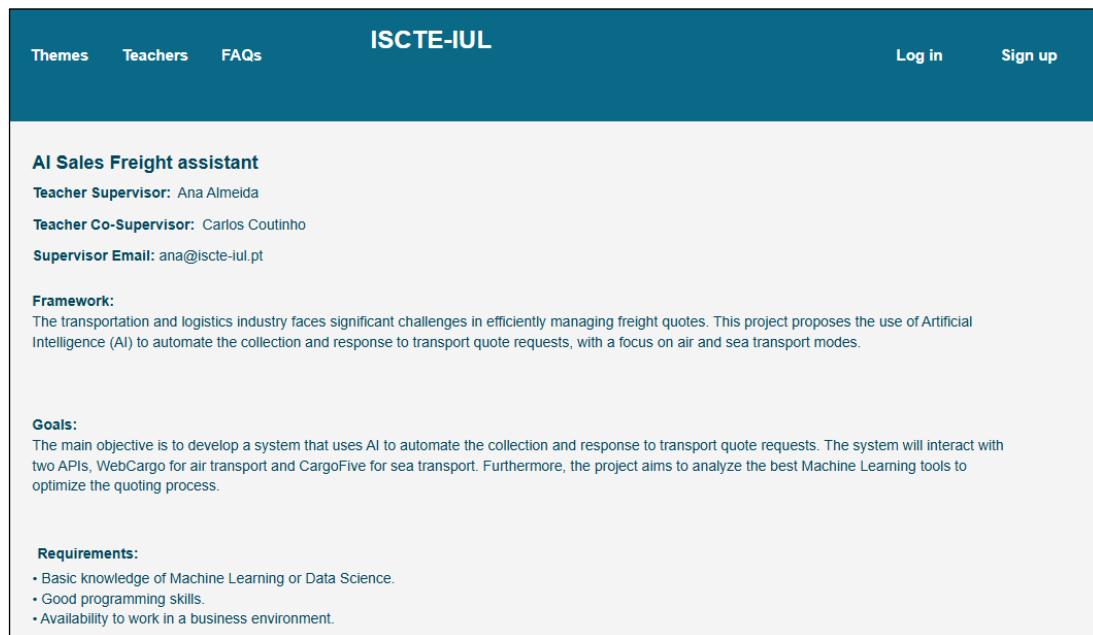 Themes Teachers FAQs ISCTE-IUL Log in Sign up
AI Sales Freight assistant
Teacher Supervisor: Ana Almeida
Teacher Co-Supervisor: Carlos Coutinho
Supervisor Email: ana@iscte-iul.pt
Framework:
The transportation and logistics industry faces significant challenges in efficiently managing freight quotes. This project proposes the use of Artificial
Intelligence (AI) to automate the collection and response to transport quote requests, with a focus on air and sea transport modes.
Goals:
The main objective is to develop a system that uses AI to automate the collection and response to transport quote requests. The system will interact with
two APIs, WebCargo for air transport and CargoFive for sea transport. Furthermore, the project aims to analyze the best Machine Learning tools to
optimize the quoting process.
Requirements:
• Basic knowledge of Machine Learning or Data Science.
• Good programming skills.
• Availability to work in a business environment.